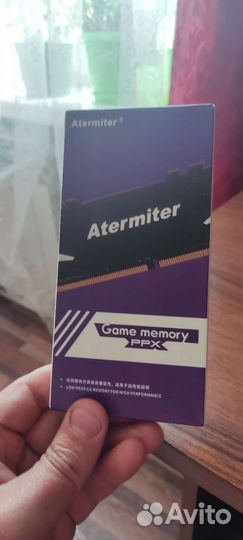 Atermiter®
Atermiter
Game memory
PPX
LOW PROFILE MEMORY FOR HIGH PERFORMANCE
Avito